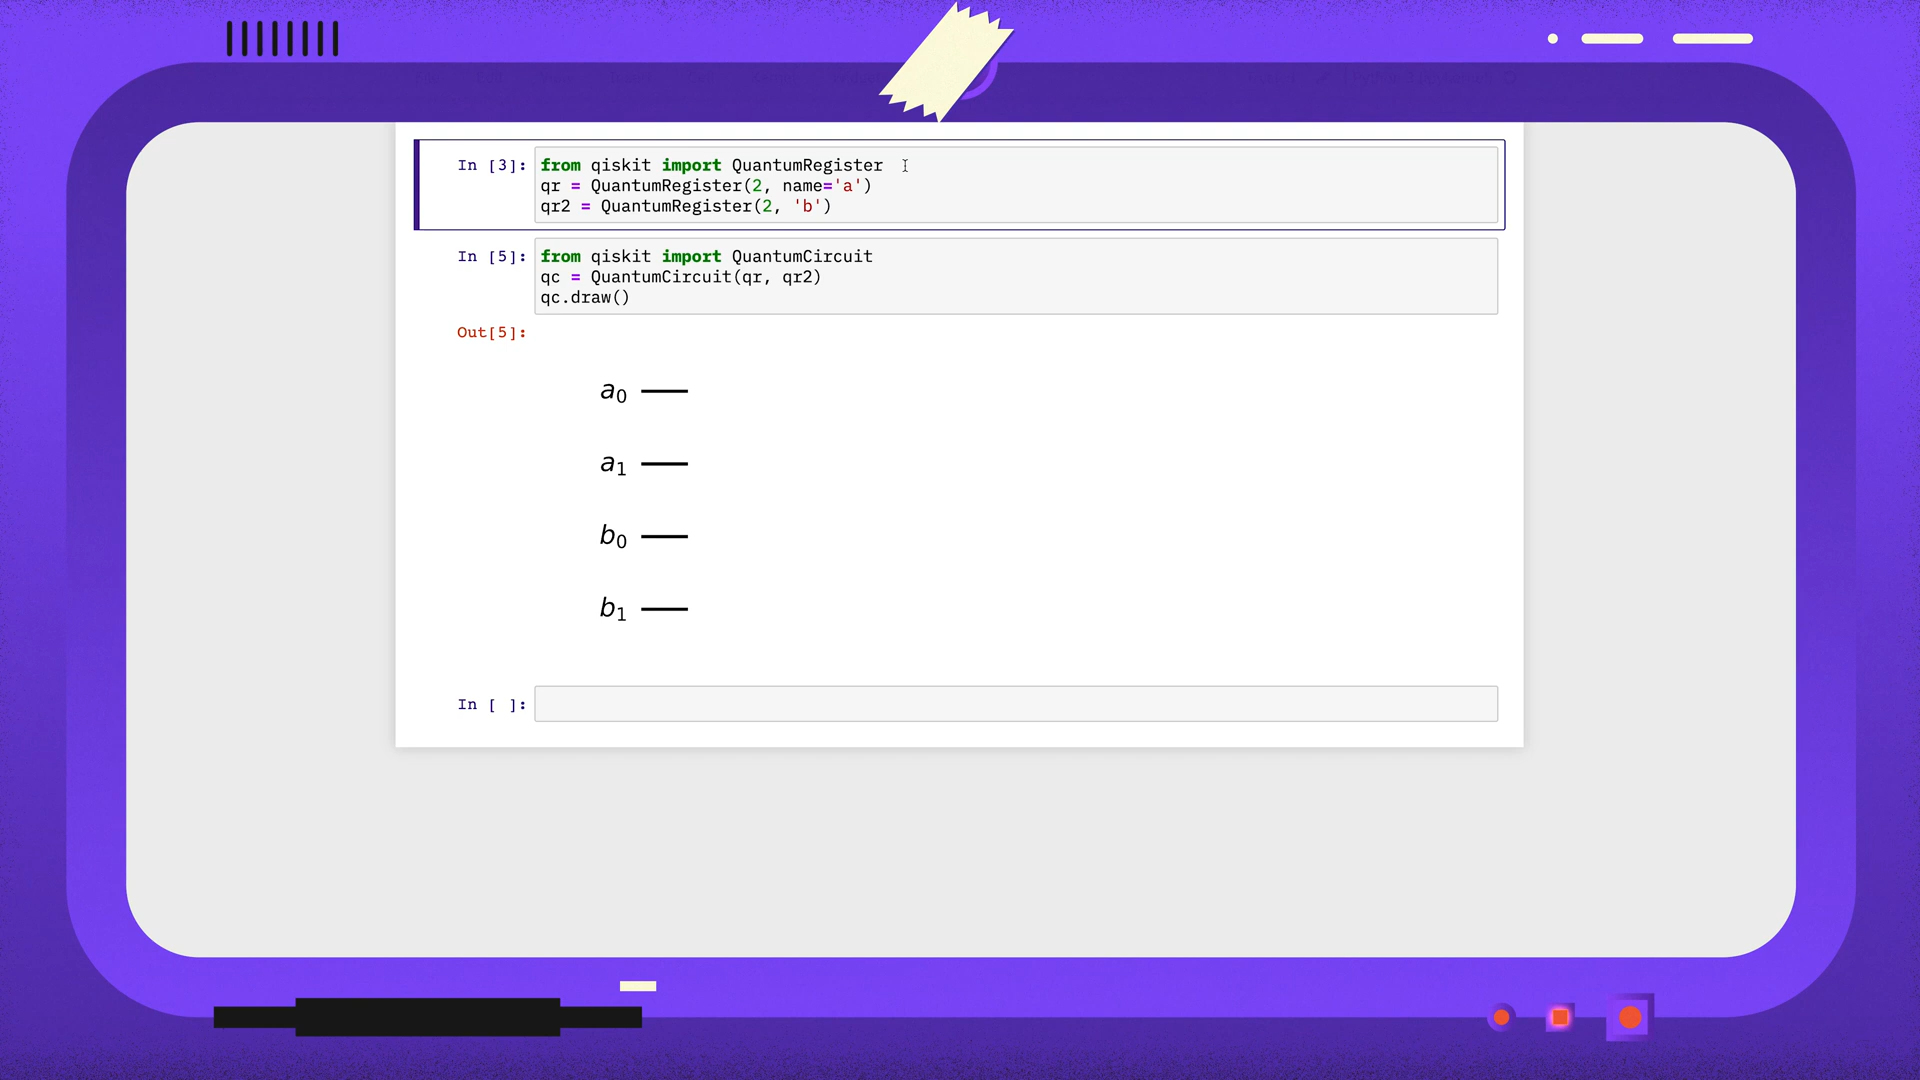 In [3]: from qiskit import QuantumRegister
qr = QuantumRegister(2, name='a')
qr2 = QuantumRegister(2, 'b')
In [5]: from qiskit import QuantumCircuit
qc = QuantumCircuit(qr, qr2)
qc.draw()
Out[5]:
a0
a1
b0
b1
In [ ]: